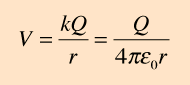 V = kQ/r = Q/4πε₀r